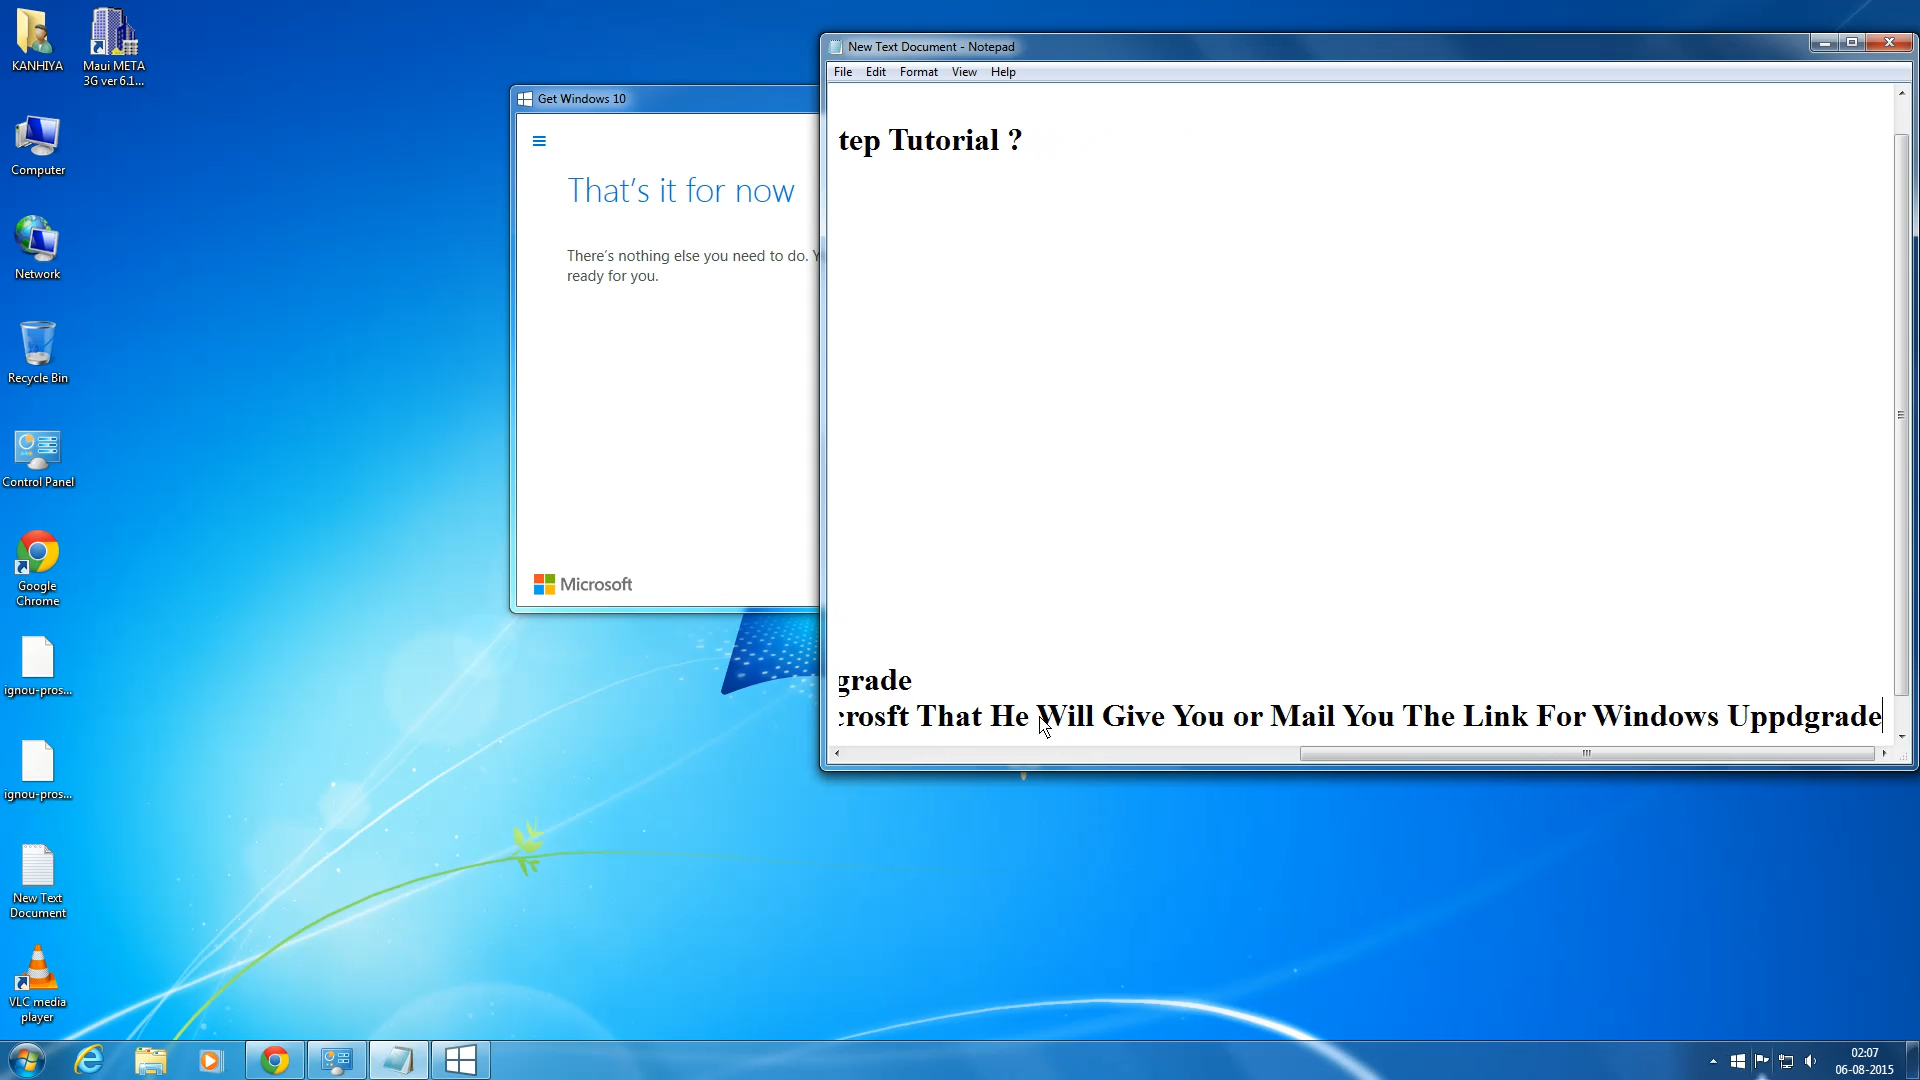 KANHIYA
Maui META
3G ver6.1...
Computer
Network
Recycle Bin
Control Panel
Google
Chrome
ignou-pros...
ignou-pros...
New Text
Document
VLC media
player
Get Windows 10
That's it for now
There's nothing else you need to do.
ready for you.
Microsoft
New Text Document - Notepad
File Edit Format View Help
tep Tutorial ?
grade
crosft That He Will Give You or Mail You The Link For Windows Uppdgrade
02:07
06-08-2015